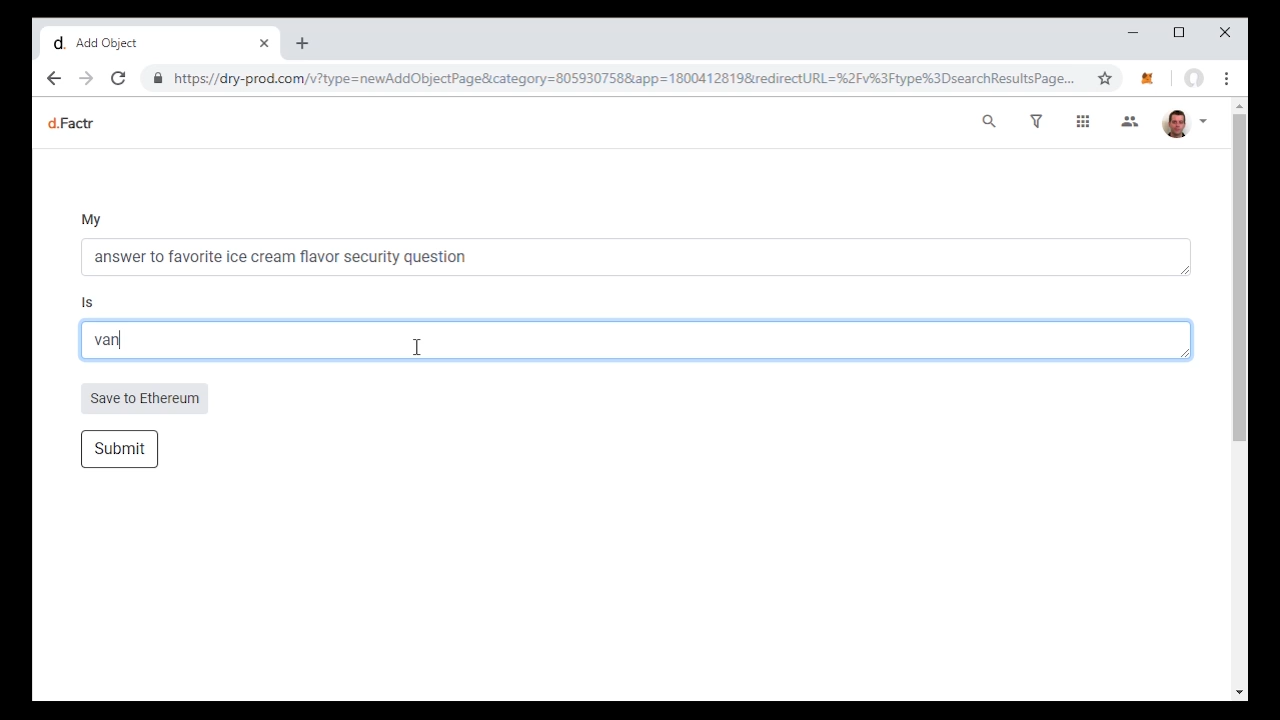 d. Add Object
https://dry-prod.com/v?type=newAddObjectPage&category=805930758&app=1800412819&redirectURL=%2Fv%3Ftype%3DsearchResultsPage...
d.Factr
My
answer to favorite ice cream flavor security question
Is
van
Save to Ethereum
Submit